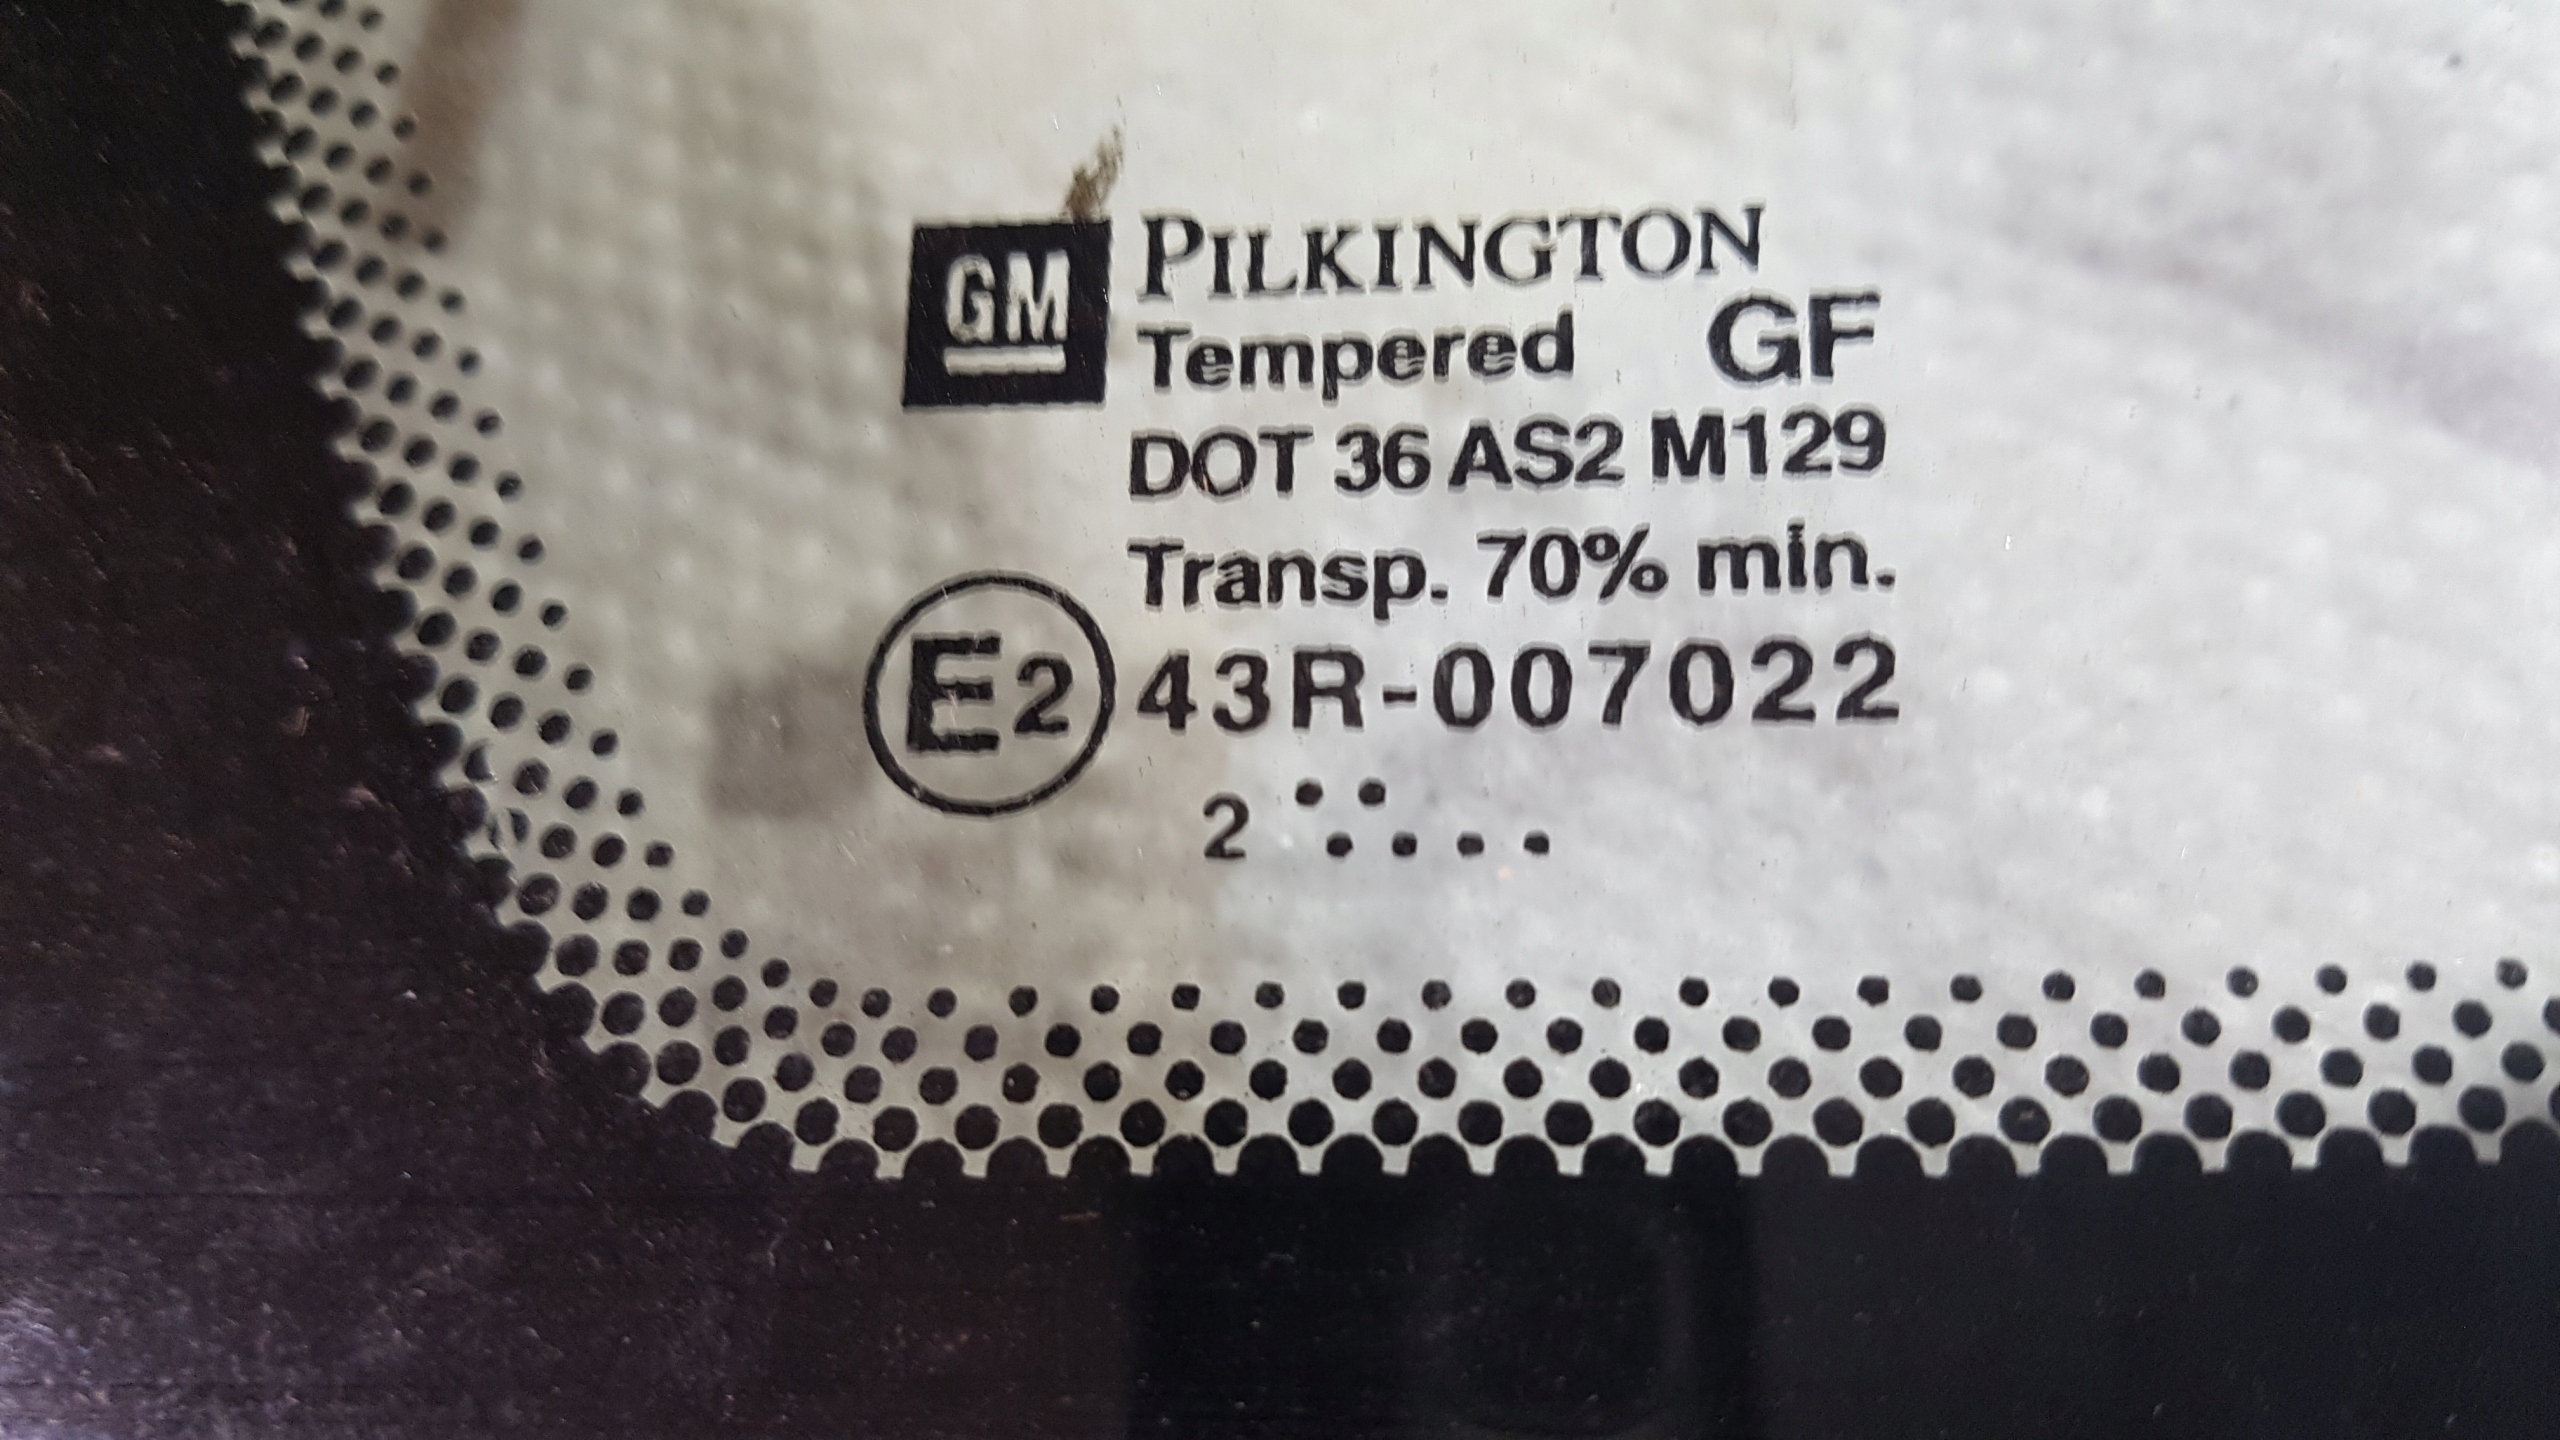 GM PILKINGTON
Tempered GF
DOT 36 AS2 M129
Transp. 70% min.
E2 43R-007022
2